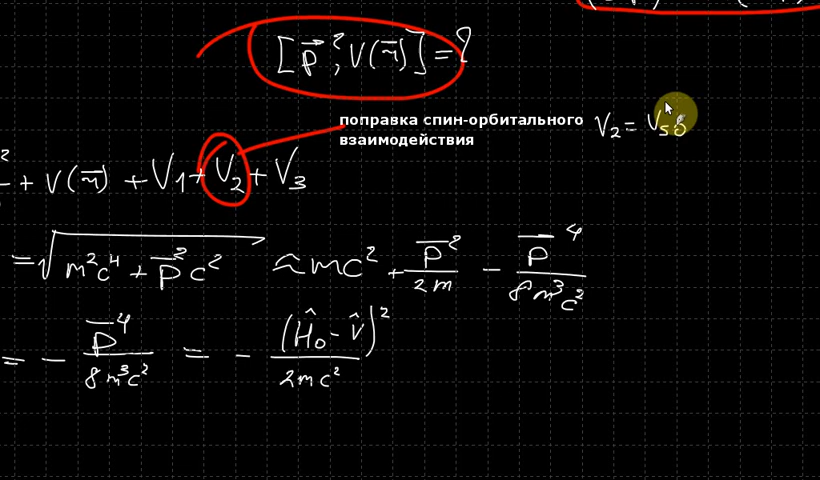 [p⃗², V(r̅)] = ?
поправка спин-орбитального
взаимодействия
V₂ = V_so
² + V(r̅) + V₁ + V₂ + V₃
= √(m²c⁴ + p̅²c²) ≈ mc² + p̅²/2m − p̅⁴/8m³c²
= − p̅⁴/8m³c² = − (Ĥ₀ − V̂)²/2mc²